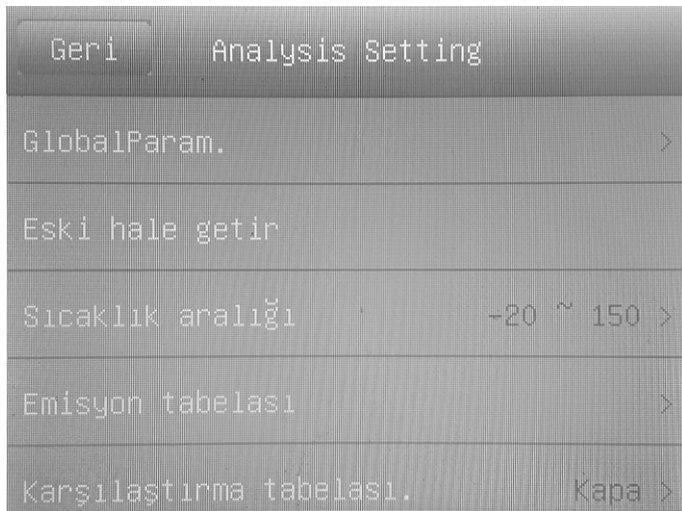 Geri Analysis Setting
GlobalParam. >
Eski hale getir
Sıcaklık aralığı -20 ~ 150 >
Emisyon tabelası >
Karşılaştırma tabelası. Kapa >